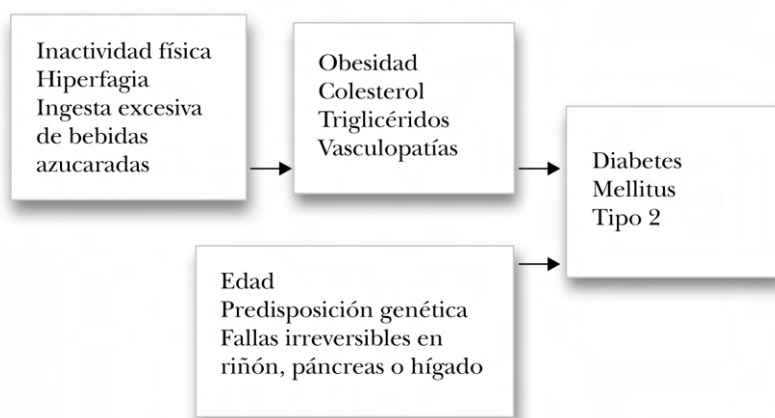 Inactividad física
Hiperfagia
Ingesta excesiva
de bebidas
azucaradas
Obesidad
Colesterol
Triglicéridos
Vasculopatías
Diabetes
Mellitus
Tipo 2
Edad
Predisposición genética
Fallas irreversibles en
riñón, páncreas o hígado